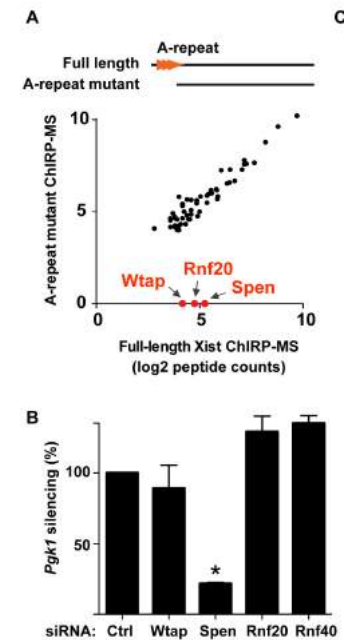 A
C
A-repeat
Full length
A-repeat mutant
A-repeat mutant ChIRP-MS
10
5
0
Wtap
Rnf20
Spen
0 5 10
Full-length Xist ChIRP-MS
(log2 peptide counts)
B
Pgk1 silencing (%)
100
50
*
siRNA: Ctrl Wtap Spen Rnf20 Rnf40